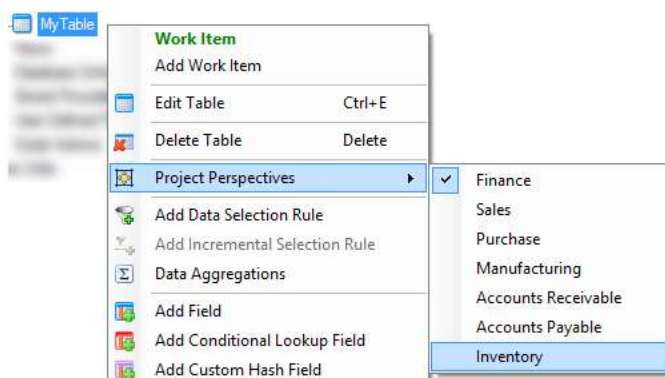 MyTable
Work Item
Add Work Item
Edit Table Ctrl+E
Delete Table Delete
Project Perspectives
Add Data Selection Rule
Add Incremental Selection Rule
Data Aggregations
Add Field
Add Conditional Lookup Field
Add Custom Hash Field
Finance
Sales
Purchase
Manufacturing
Accounts Receivable
Accounts Payable
Inventory